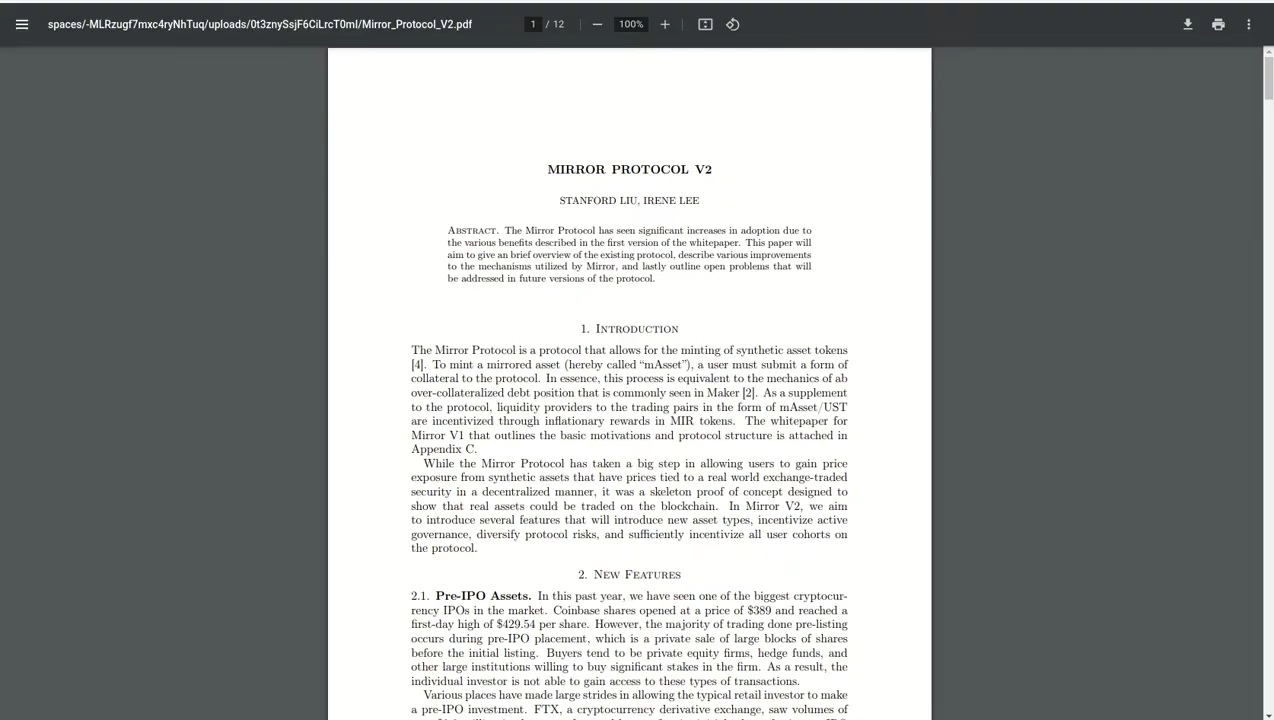 spaces/-MLRzugf7mxc4ryNhTuq/uploads/0t3znySsjF6CiLrcT0ml/Mirror_Protocol_V2.pdf
1 / 12
100%
MIRROR PROTOCOL V2
STANFORD LIU, IRENE LEE
Abstract. The Mirror Protocol has seen significant increases in adoption due to
the various benefits described in the first version of the whitepaper. This paper will
aim to give an brief overview of the existing protocol, describe various improvements
to the mechanisms utilized by Mirror, and lastly outline open problems that will
be addressed in future versions of the protocol.
1. Introduction
The Mirror Protocol is a protocol that allows for the minting of synthetic asset tokens
[4]. To mint a mirrored asset (hereby called “mAsset”), a user must submit a form of
collateral to the protocol. In essence, this process is equivalent to the mechanics of ab
over-collateralized debt position that is commonly seen in Maker [2]. As a supplement
to the protocol, liquidity providers to the trading pairs in the form of mAsset/UST
are incentivized through inflationary rewards in MIR tokens. The whitepaper for
Mirror V1 that outlines the basic motivations and protocol structure is attached in
Appendix C.
While the Mirror Protocol has taken a big step in allowing users to gain price
exposure from synthetic assets that have prices tied to a real world exchange-traded
security in a decentralized manner, it was a skeleton proof of concept designed to
show that real assets could be traded on the blockchain. In Mirror V2, we aim
to introduce several features that will introduce new asset types, incentivize active
governance, diversify protocol risks, and sufficiently incentivize all user cohorts on
the protocol.
2. New Features
2.1. Pre-IPO Assets. In this past year, we have seen one of the biggest cryptocur-
rency IPOs in the market. Coinbase shares opened at a price of $389 and reached a
first-day high of $429.54 per share. However, the majority of trading done pre-listing
occurs during pre-IPO placement, which is a private sale of large blocks of shares
before the initial listing. Buyers tend to be private equity firms, hedge funds, and
other large institutions willing to buy significant stakes in the firm. As a result, the
individual investor is not able to gain access to these types of transactions.
Various places have made large strides in allowing the typical retail investor to make
a pre-IPO investment. FTX, a cryptocurrency derivative exchange, saw volumes of